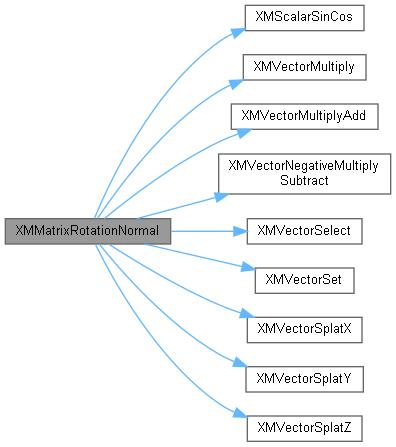 XMScalarSinCos
XMVectorMultiply
XMVectorMultiplyAdd
XMVectorNegativeMultiply
Subtract
XMMatrixRotationNormal
XMVectorSelect
XMVectorSet
XMVectorSplatX
XMVectorSplatY
XMVectorSplatZ